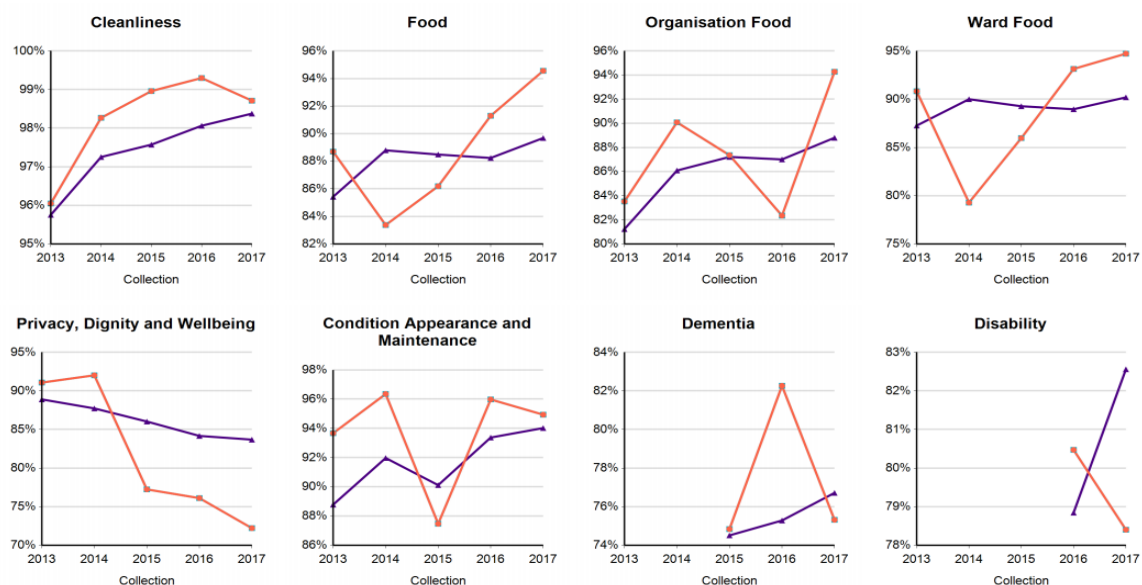 Cleanliness
100%
99%
98%
97%
96%
95%
2013 2014 2015 2016 2017
Collection
Food
96%
94%
92%
90%
88%
86%
84%
82%
2013 2014 2015 2016 2017
Collection
Organisation Food
96%
94%
92%
90%
88%
86%
84%
82%
80%
2013 2014 2015 2016 2017
Collection
Ward Food
95%
90%
85%
80%
75%
2013 2014 2015 2016 2017
Collection
Privacy, Dignity and Wellbeing
95%
90%
85%
80%
75%
70%
2013 2014 2015 2016 2017
Collection
Condition Appearance and
Maintenance
98%
96%
94%
92%
90%
88%
86%
2013 2014 2015 2016 2017
Collection
Dementia
84%
82%
80%
78%
76%
74%
2013 2014 2015 2016 2017
Collection
Disability
83%
82%
81%
80%
79%
78%
2013 2014 2015 2016 2017
Collection